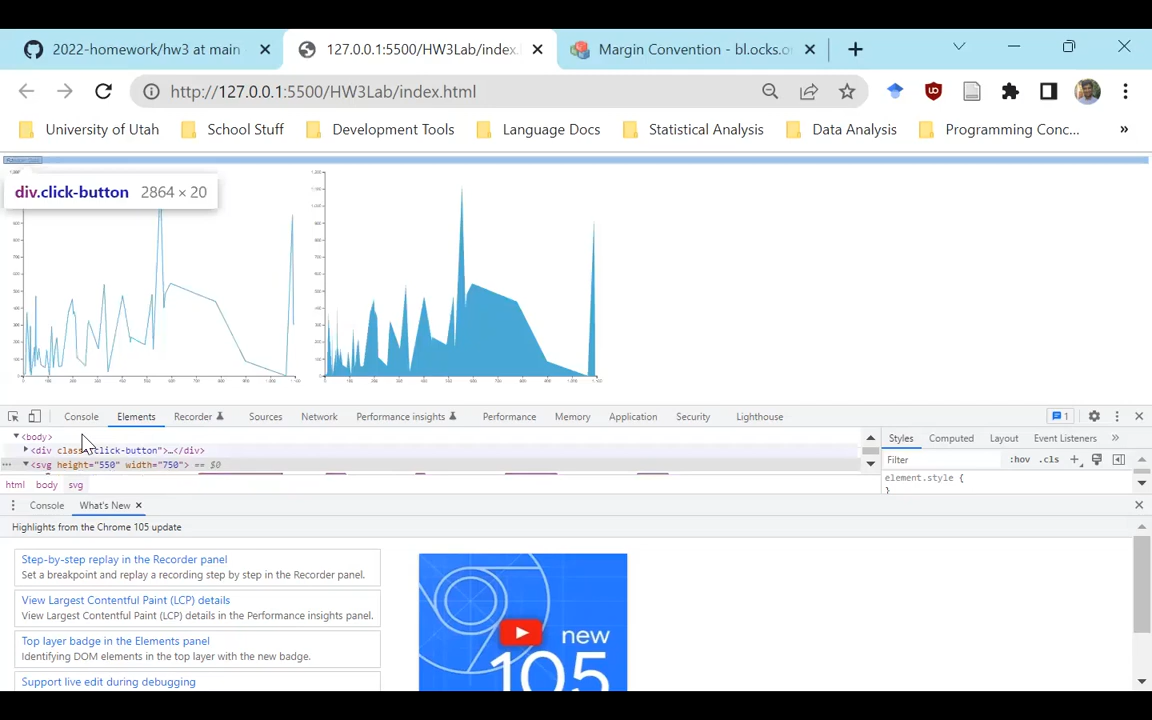 2022-homework/hw3 at main
127.0.0.1:5500/HW3Lab/index.
Margin Convention - bl.ocks.o
http://127.0.0.1:5500/HW3Lab/index.html
University of Utah
School Stuff
Development Tools
Language Docs
Statistical Analysis
Data Analysis
Programming Conc...
»
div.click-button 2864 × 20
Console
Elements
Recorder
Sources
Network
Performance insights
Performance
Memory
Application
Security
Lighthouse
1
<body>
<div class="click-button">…</div>
<svg height="550" width="750"> == $0
html body svg
Styles
Computed
Layout
Event Listeners
»
Filter
:hov .cls +
element.style {
}
Console
What's New
Highlights from the Chrome 105 update
Step-by-step replay in the Recorder panel
Set a breakpoint and replay a recording step by step in the Recorder panel.
View Largest Contentful Paint (LCP) details
View Largest Contentful Paint (LCP) details in the Performance insights panel.
Top layer badge in the Elements panel
Identifying DOM elements in the top layer with the new badge.
Support live edit during debugging
new
105